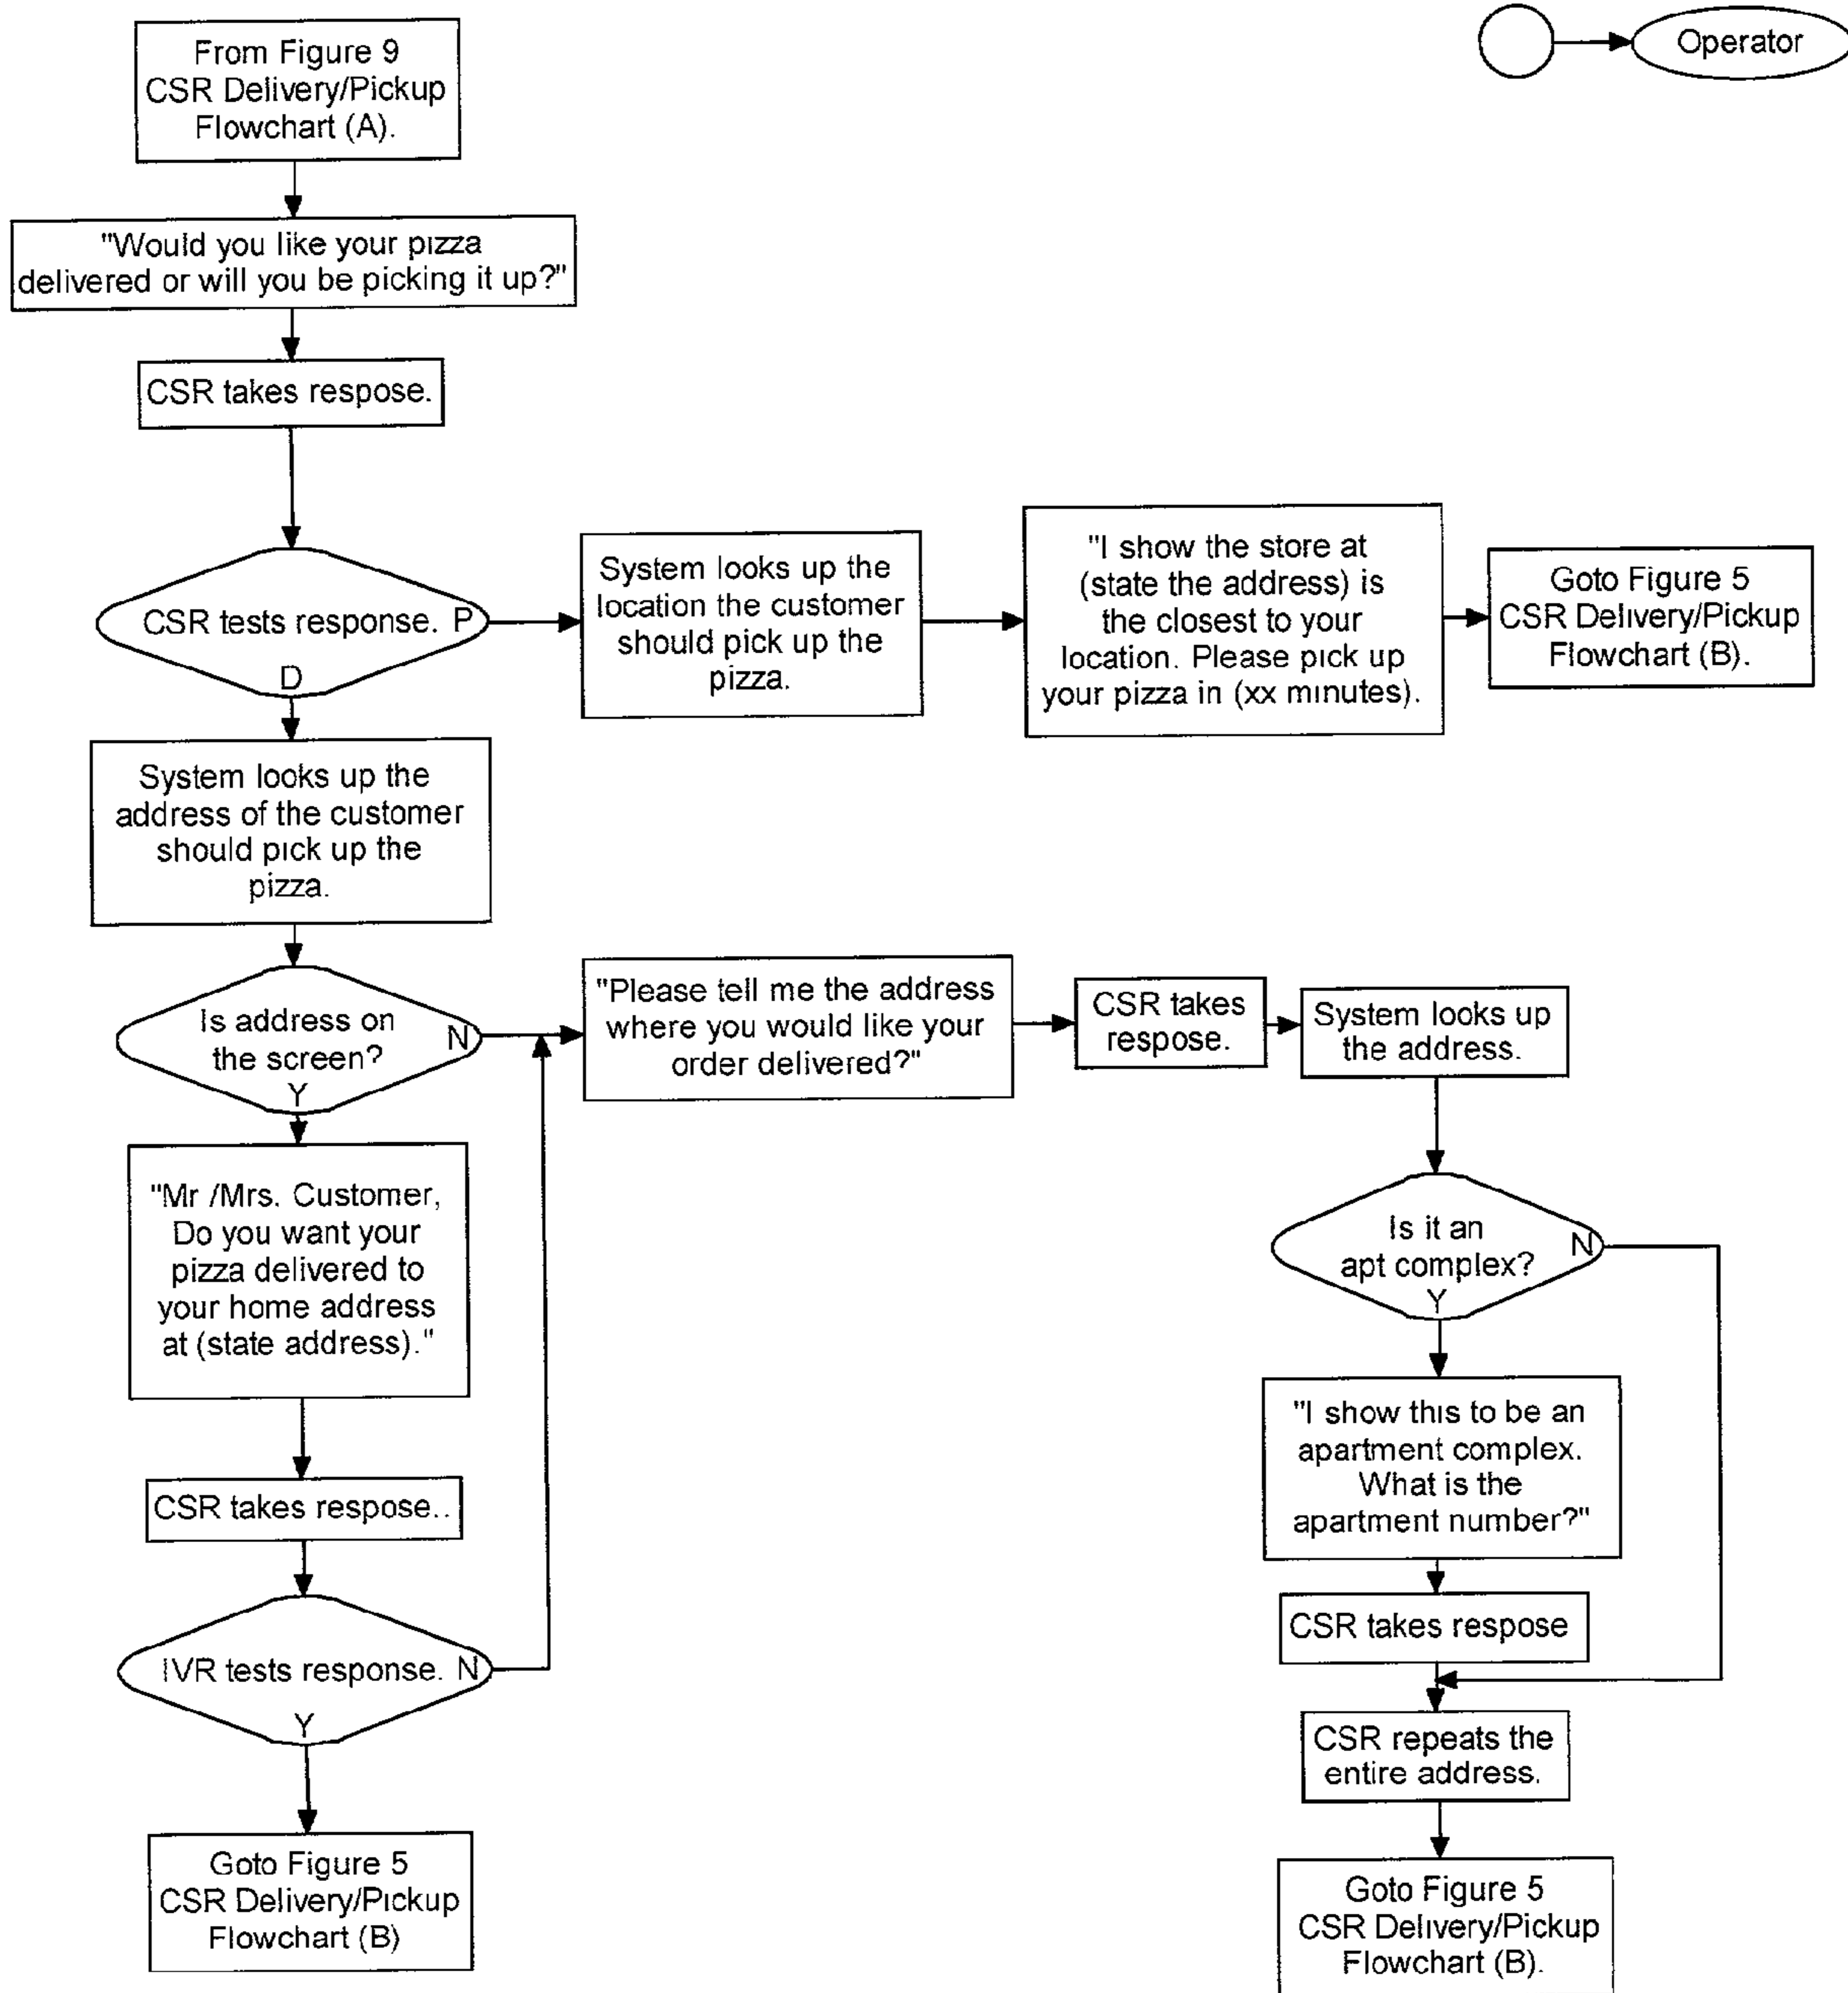 From Figure 9
CSR Delivery/Pickup
Flowchart (A).
Operator
"Would you like your pizza
delivered or will you be picking it up?"
CSR takes respose.
CSR tests response. P
D
System looks up the
location the customer
should pick up the
pizza.
"I show the store at
(state the address) is
the closest to your
location. Please pick up
your pizza in (xx minutes).
Goto Figure 5
CSR Delivery/Pickup
Flowchart (B).
System looks up the
address of the customer
should pick up the
pizza.
Is address on
the screen?
N
Y
"Please tell me the address
where you would like your
order delivered?"
CSR takes
respose.
System looks up
the address.
"Mr /Mrs. Customer,
Do you want your
pizza delivered to
your home address
at (state address)."
CSR takes respose..
IVR tests response. N
Y
Goto Figure 5
CSR Delivery/Pickup
Flowchart (B)
Is it an
apt complex?
N
Y
"I show this to be an
apartment complex.
What is the
apartment number?"
CSR takes respose
CSR repeats the
entire address.
Goto Figure 5
CSR Delivery/Pickup
Flowchart (B).